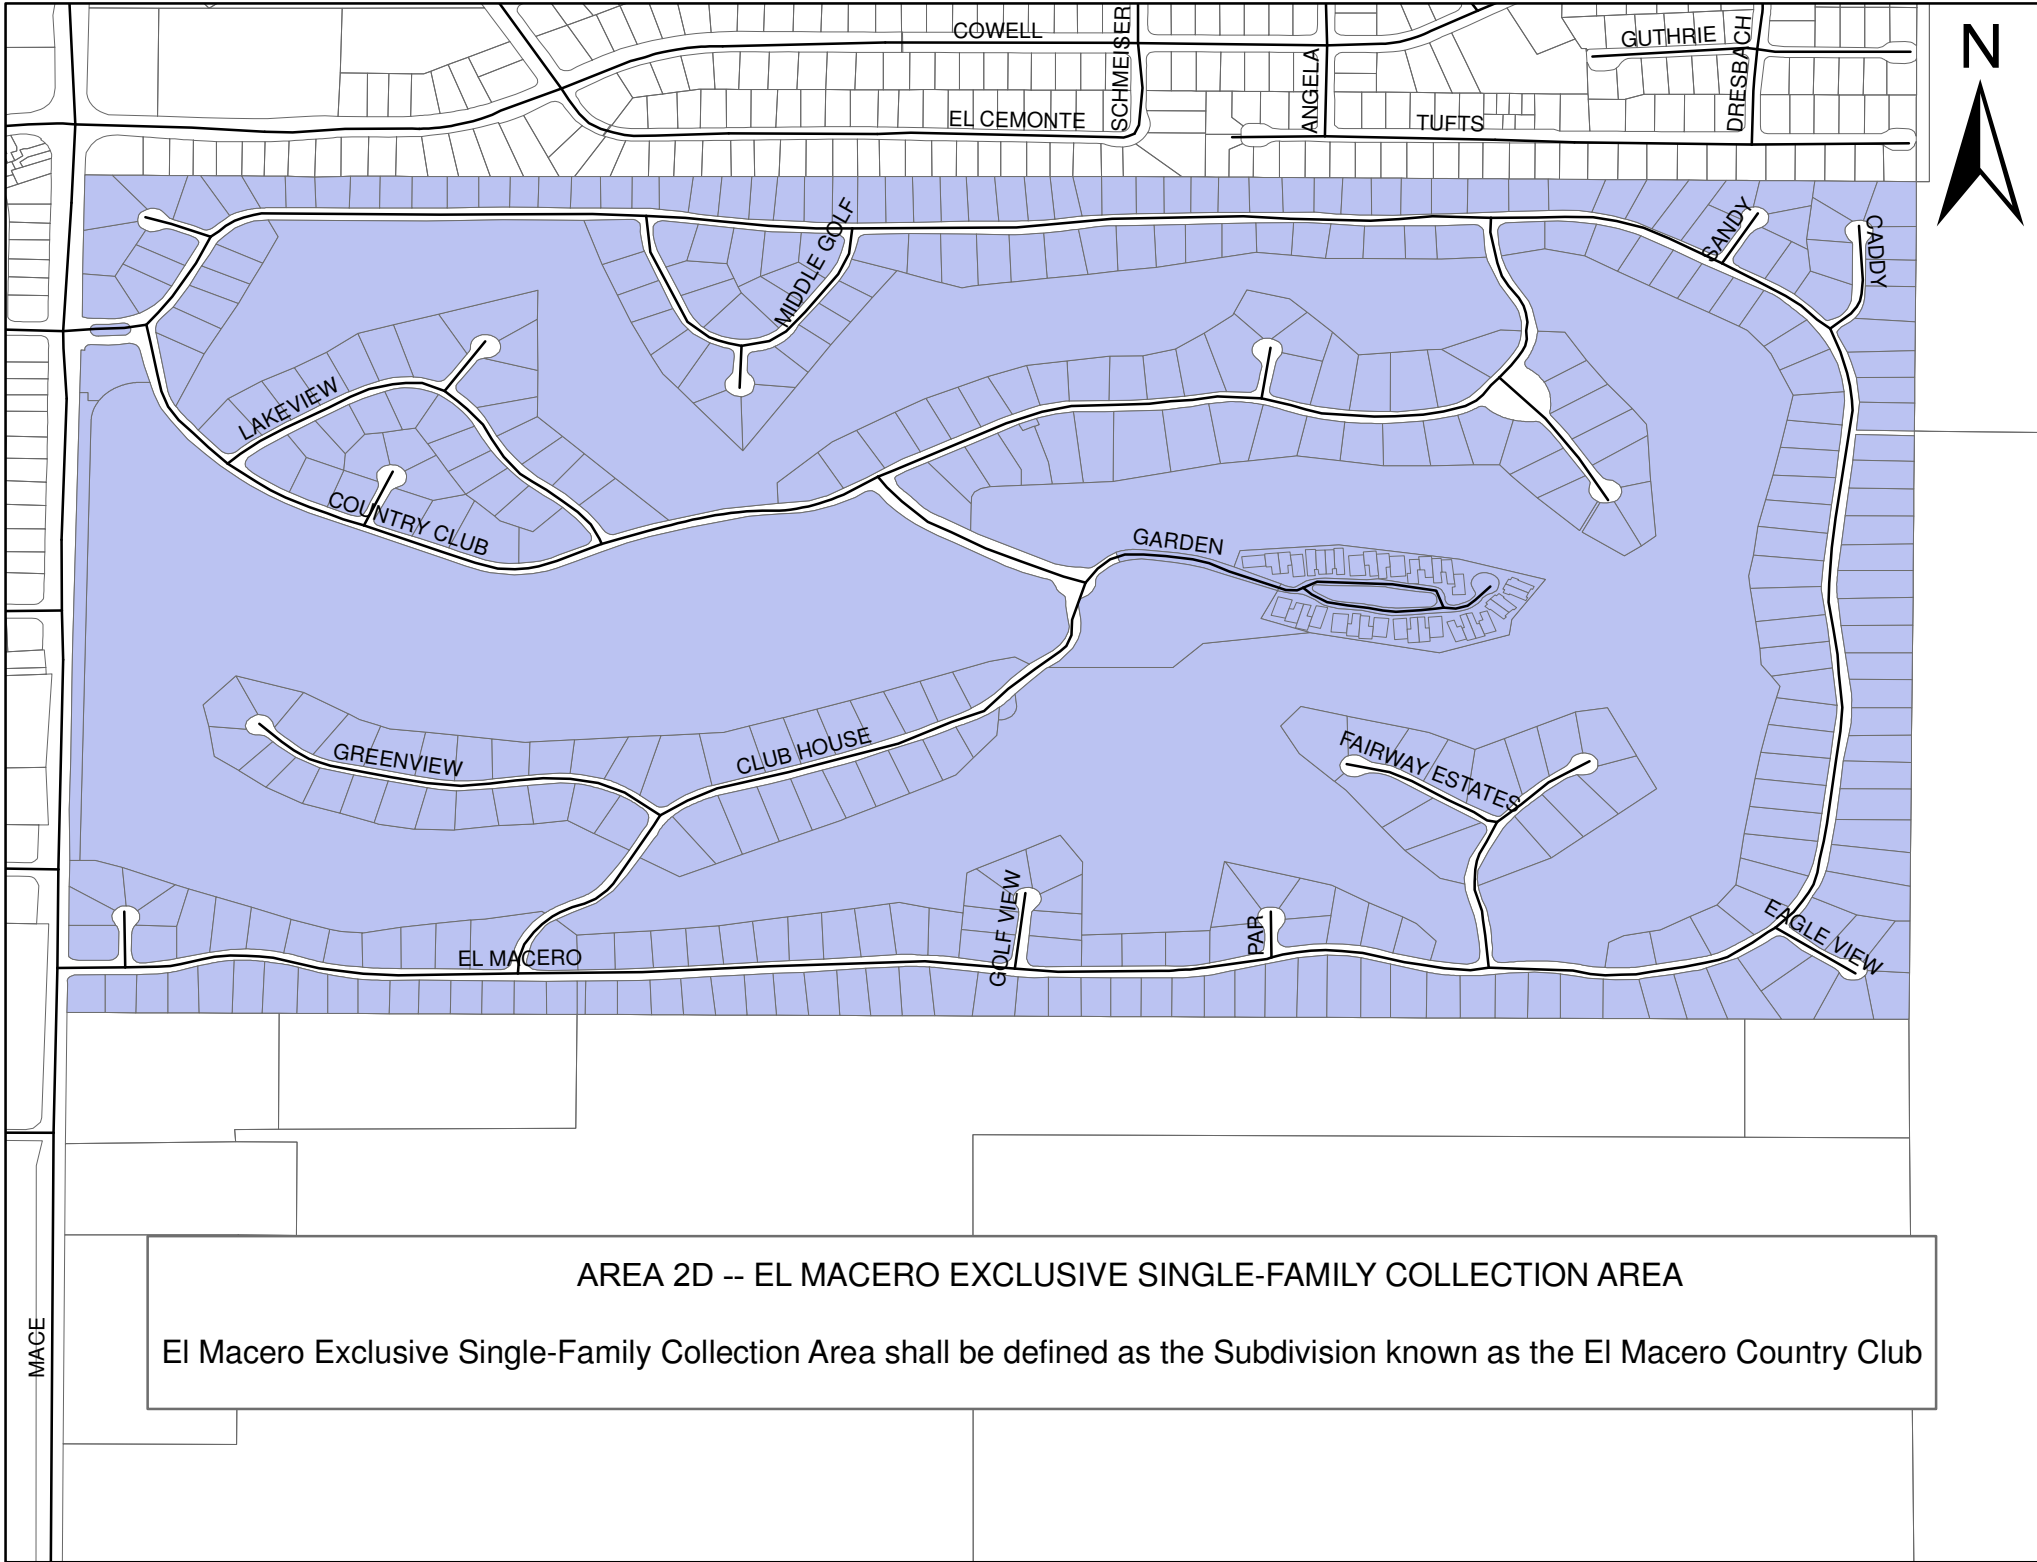 COWELL
SCHMEISER
ANGELA
GUTHRIE
DRESBACH
N
EL CEMONTE
TUFTS
MIDDLE GOLF
SANDY
CADDY
LAKEVIEW
COUNTRY CLUB
GARDEN
GREENVIEW
CLUB HOUSE
FAIRWAY ESTATES
GOLF VIEW
PAR
EAGLE VIEW
EL MACERO
MACE
AREA 2D -- EL MACERO EXCLUSIVE SINGLE-FAMILY COLLECTION AREA
El Macero Exclusive Single-Family Collection Area shall be defined as the Subdivision known as the El Macero Country Club